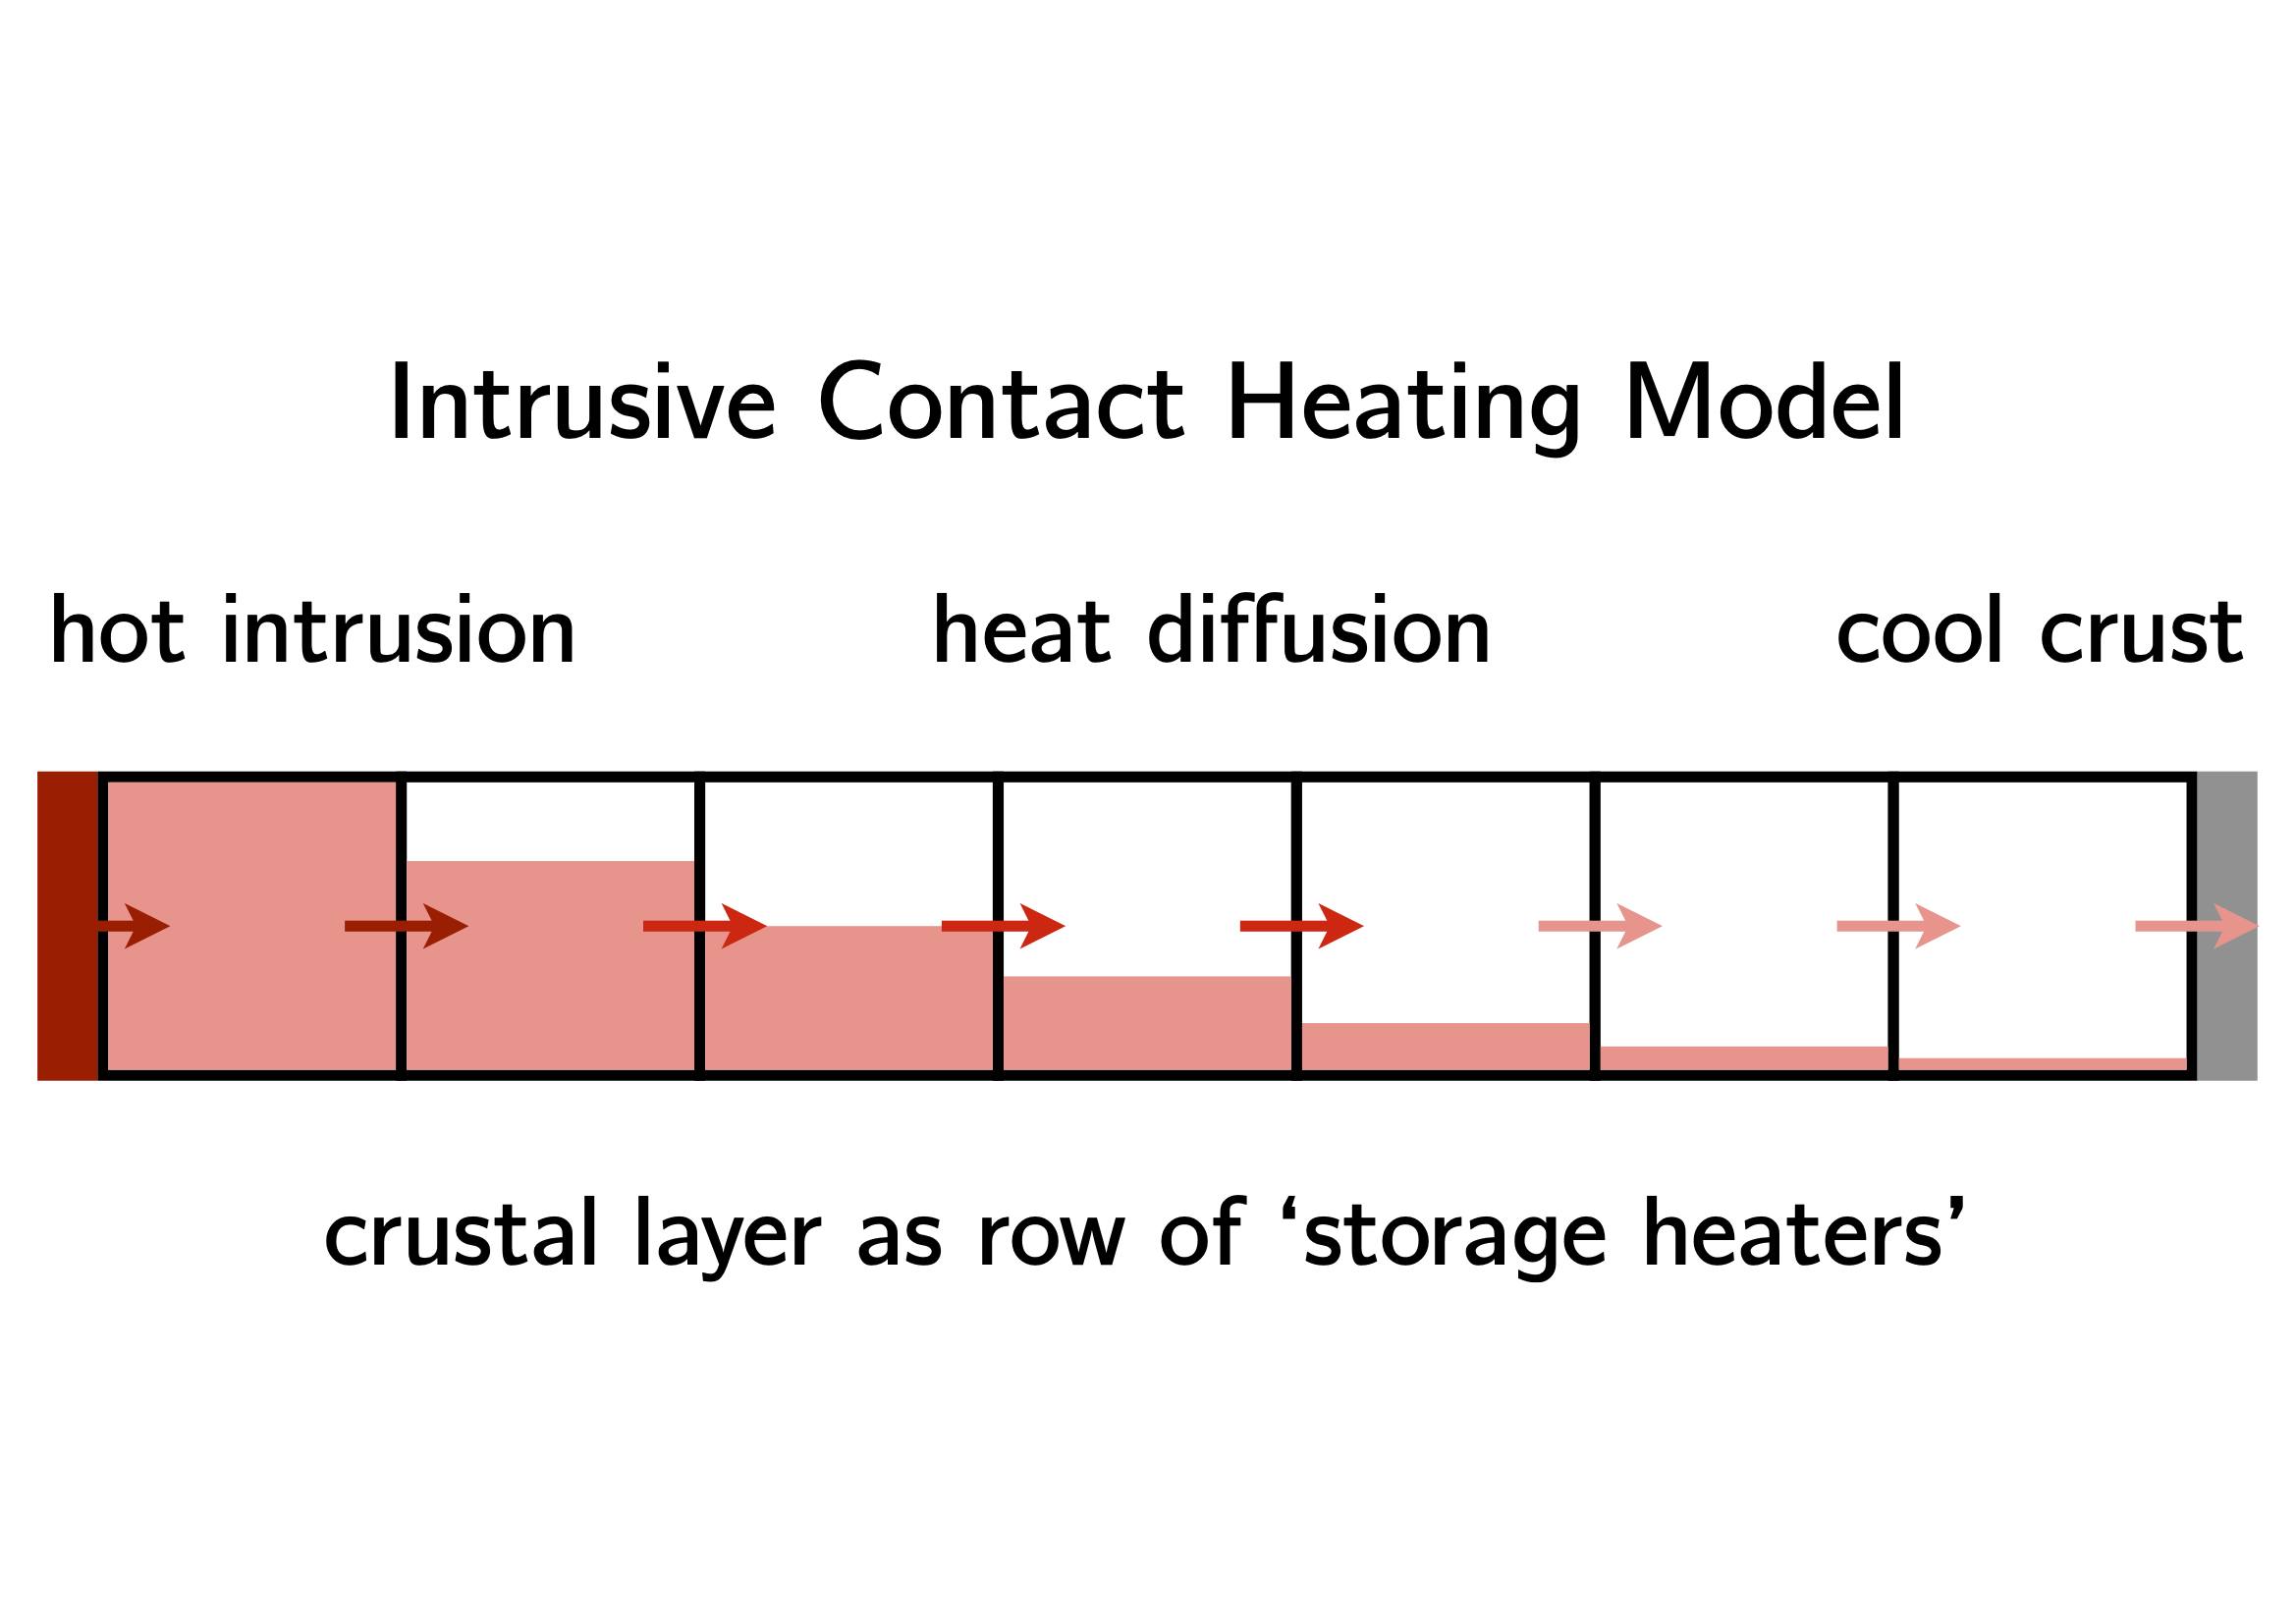 Intrusive Contact Heating Model
hot intrusion heat diffusion cool crust
crustal layer as row of ‘storage heaters’